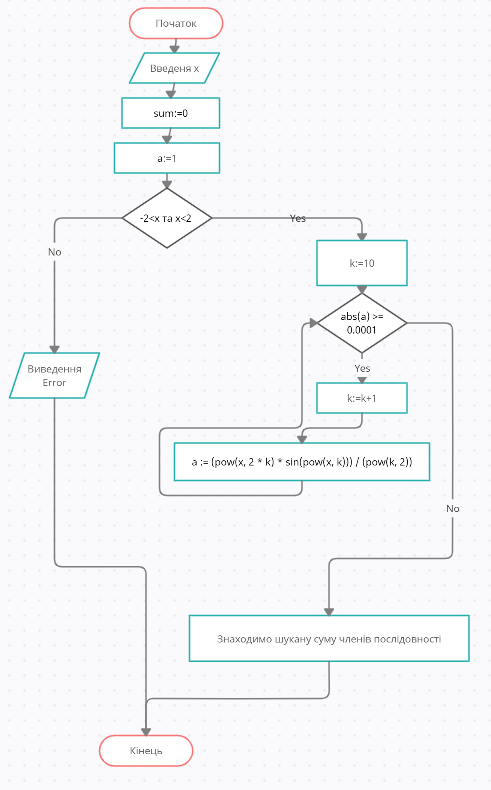 Початок
Введеня x
sum:=0
a:=1
-2<x та x<2
Yes
No
k:=10
abs(a) >=
0.0001
Виведення
Error
Yes
k:=k+1
a := (pow(x, 2 * k) * sin(pow(x, k))) / (pow(k, 2))
No
Знаходимо шукану суму членів послідовності
Кінець